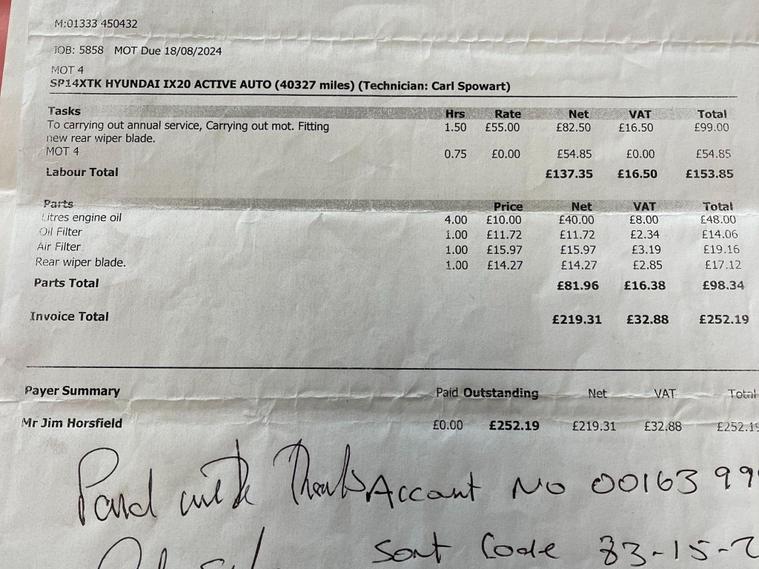 M:01333 450432
JOB: 5858 MOT Due 18/08/2024
MOT 4
SP14XTK HYUNDAI IX20 ACTIVE AUTO (40327 miles) (Technician: Carl Spowart)
Tasks Hrs Rate Net VAT Total
To carrying out annual service, Carrying out mot. Fitting 1.50 £55.00 £82.50 £16.50 £99.00
new rear wiper blade.
MOT 4 0.75 £0.00 £54.85 £0.00 £54.85
Labour Total £137.35 £16.50 £153.85
Parts Price Net VAT Total
Litres engine oil 4.00 £10.00 £40.00 £8.00 £48.00
Oil Filter 1.00 £11.72 £11.72 £2.34 £14.06
Air Filter 1.00 £15.97 £15.97 £3.19 £19.16
Rear wiper blade. 1.00 £14.27 £14.27 £2.85 £17.12
Parts Total £81.96 £16.38 £98.34
Invoice Total £219.31 £32.88 £252.19
Payer Summary Paid Outstanding Net VAT Total
Mr Jim Horsfield £0.00 £252.19 £219.31 £32.88 £252.19
Paid with Thanks Account No 00163 99
Sort Code 83-15-2